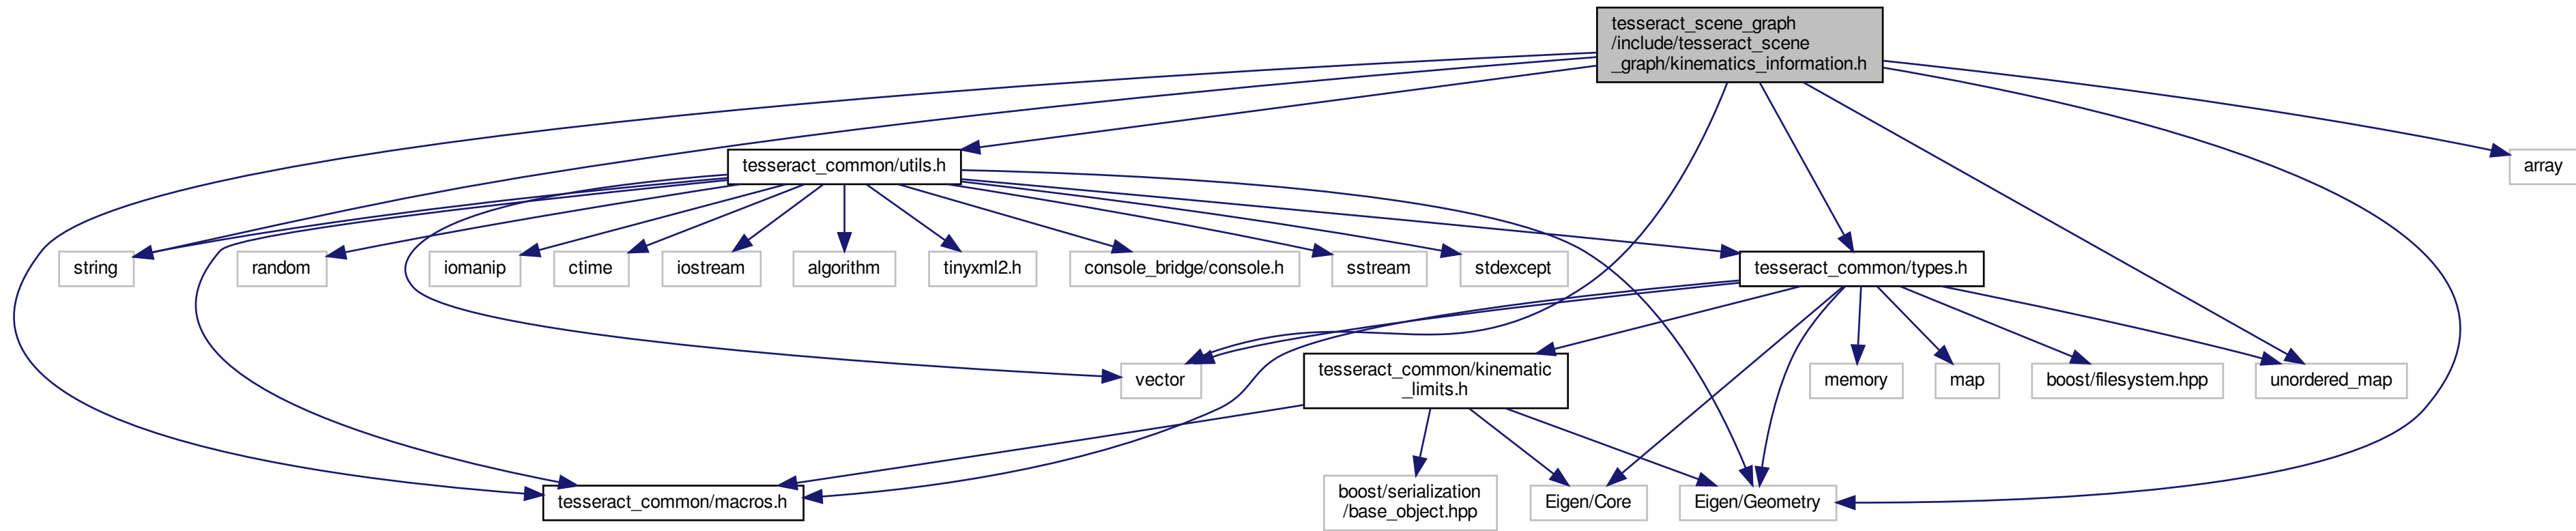 tesseract_scene_graph
/include/tesseract_scene
_graph/kinematics_information.h
tesseract_common/utils.h
array
string
random
iomanip
ctime
iostream
algorithm
tinyxml2.h
console_bridge/console.h
sstream
stdexcept
tesseract_common/types.h
vector
tesseract_common/kinematic
_limits.h
memory
map
boost/filesystem.hpp
unordered_map
tesseract_common/macros.h
boost/serialization
/base_object.hpp
Eigen/Core
Eigen/Geometry